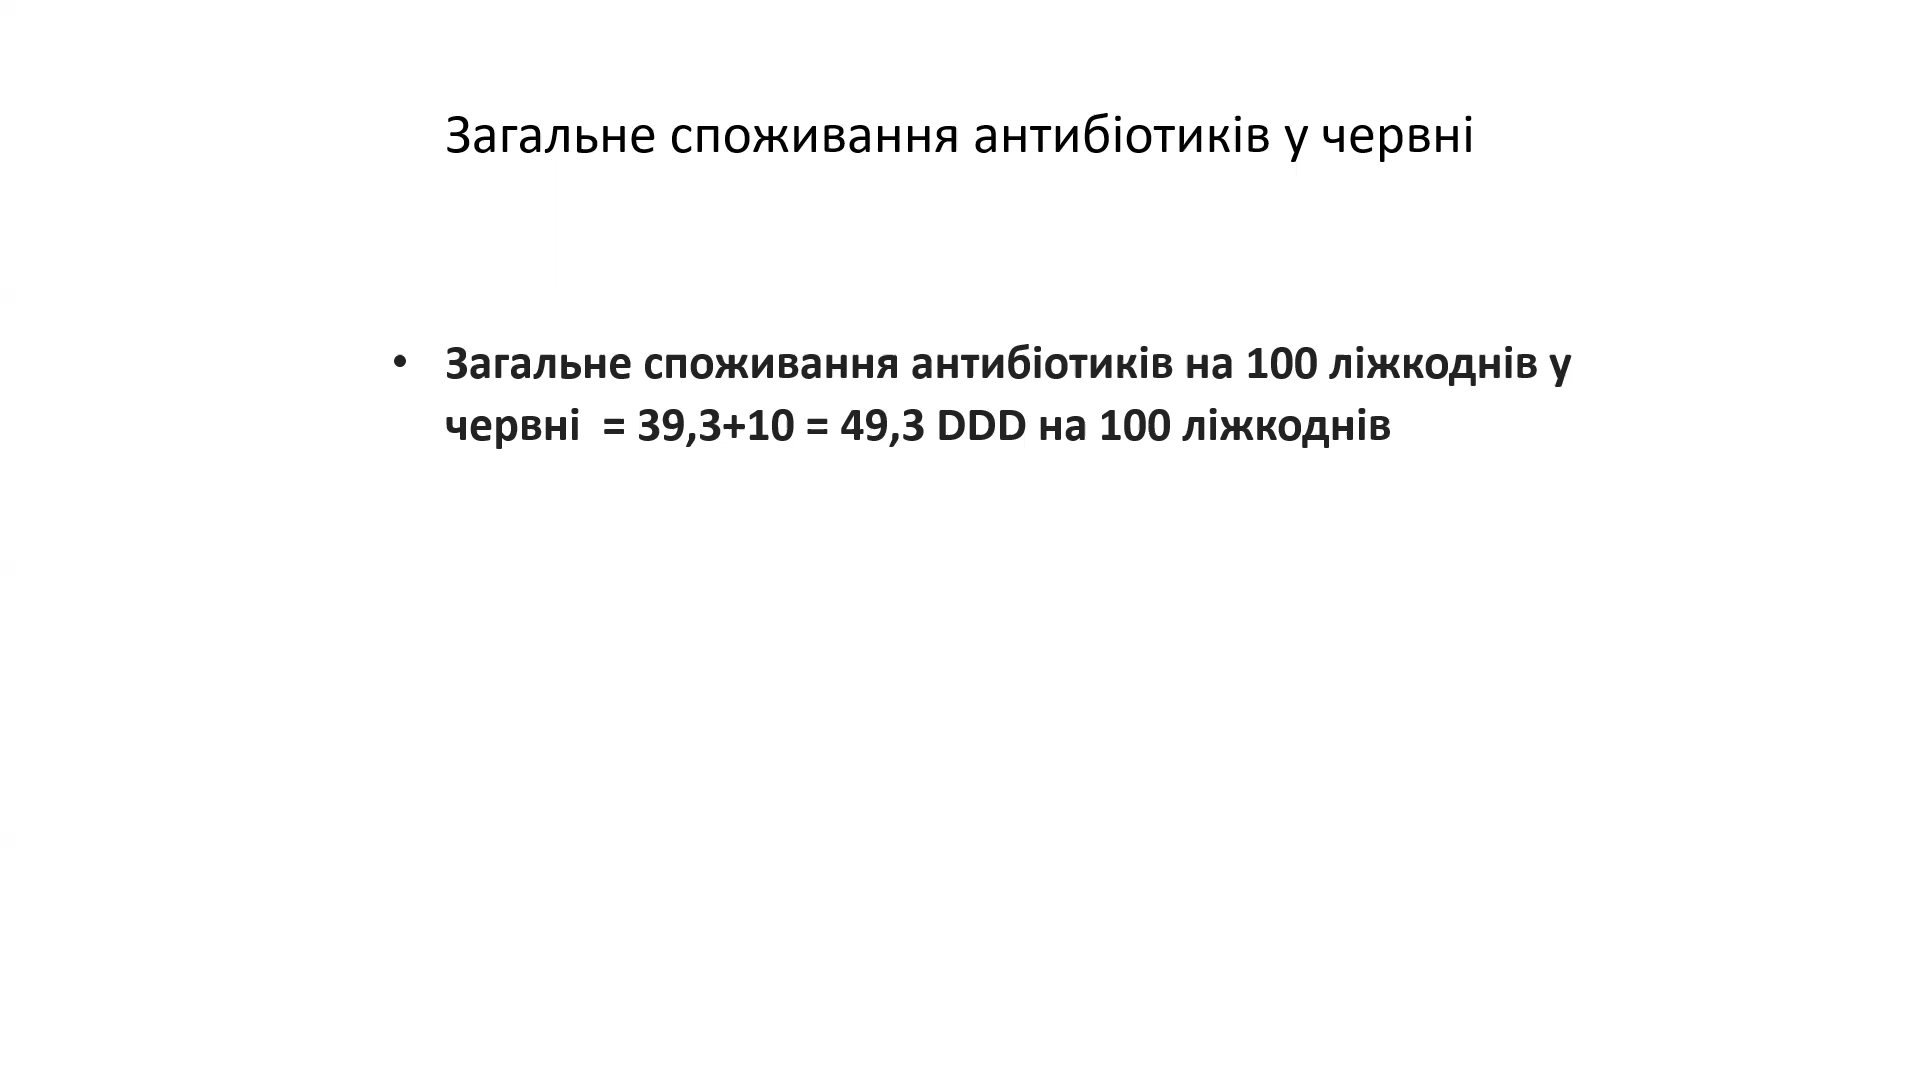 Загальне споживання антибіотиків у червні
• Загальне споживання антибіотиків на 100 ліжкоднів у
червні = 39,3+10 = 49,3 DDD на 100 ліжкоднів